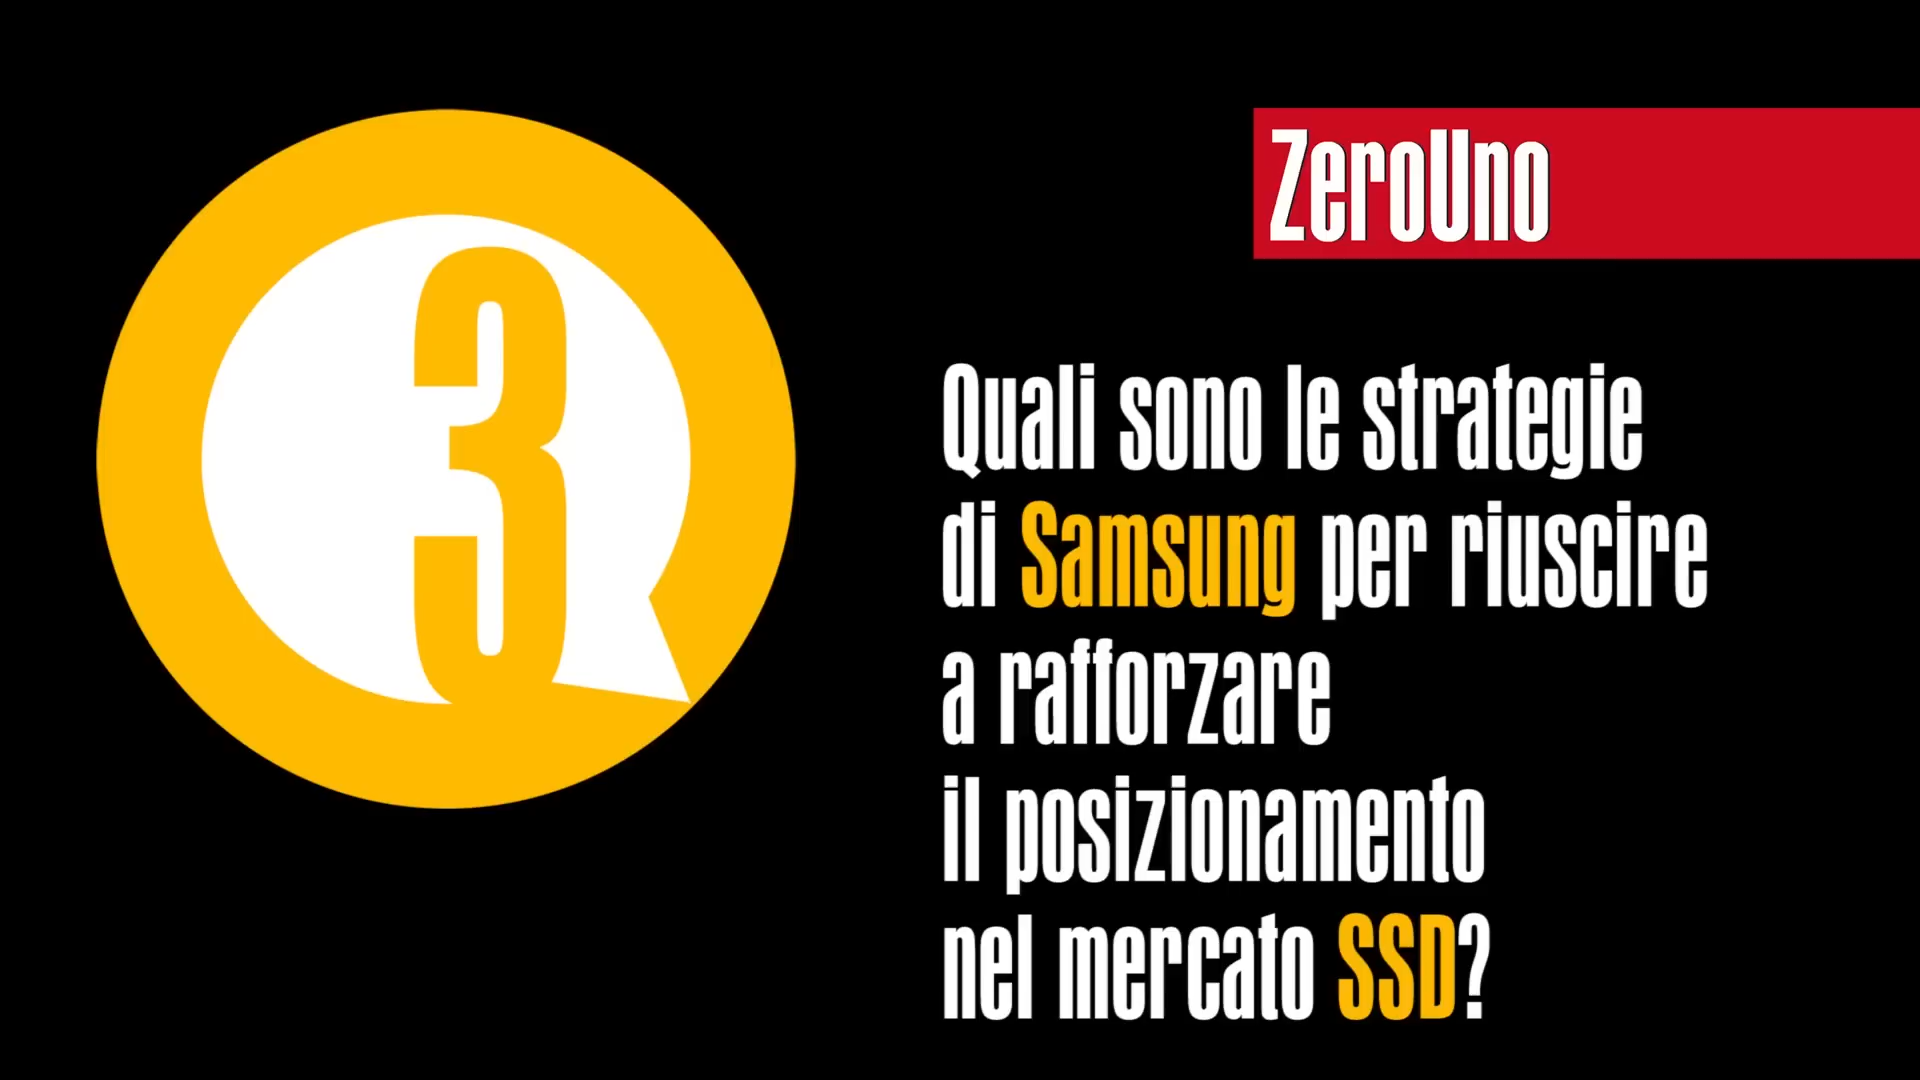 3
ZeroUno
Quali sono le strategie
di Samsung per riuscire
a rafforzare
il posizionamento
nel mercato SSD?